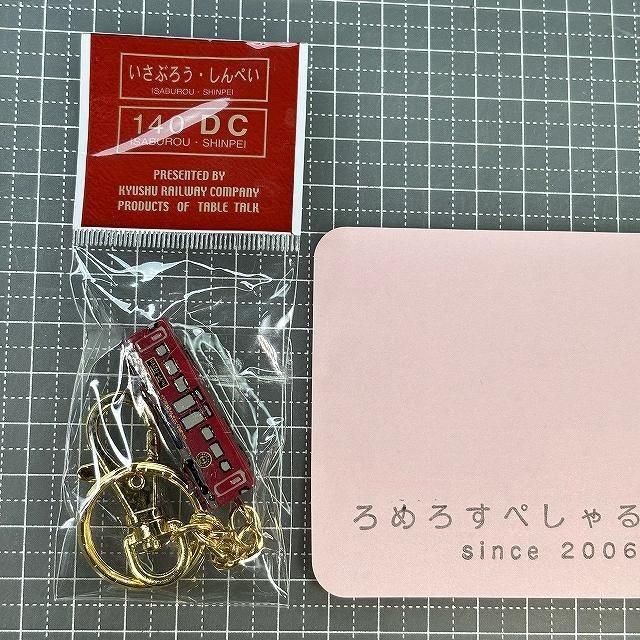 いさぶろう・しんぺい
ISABUROU・SHINPEI
140 DC
ISABUROU・SHINPEI
PRESENTED BY
KYUSHU RAILWAY COMPANY
PRODUCTS OF TABLE TALK
ろめろすぺしゃる
since 2006